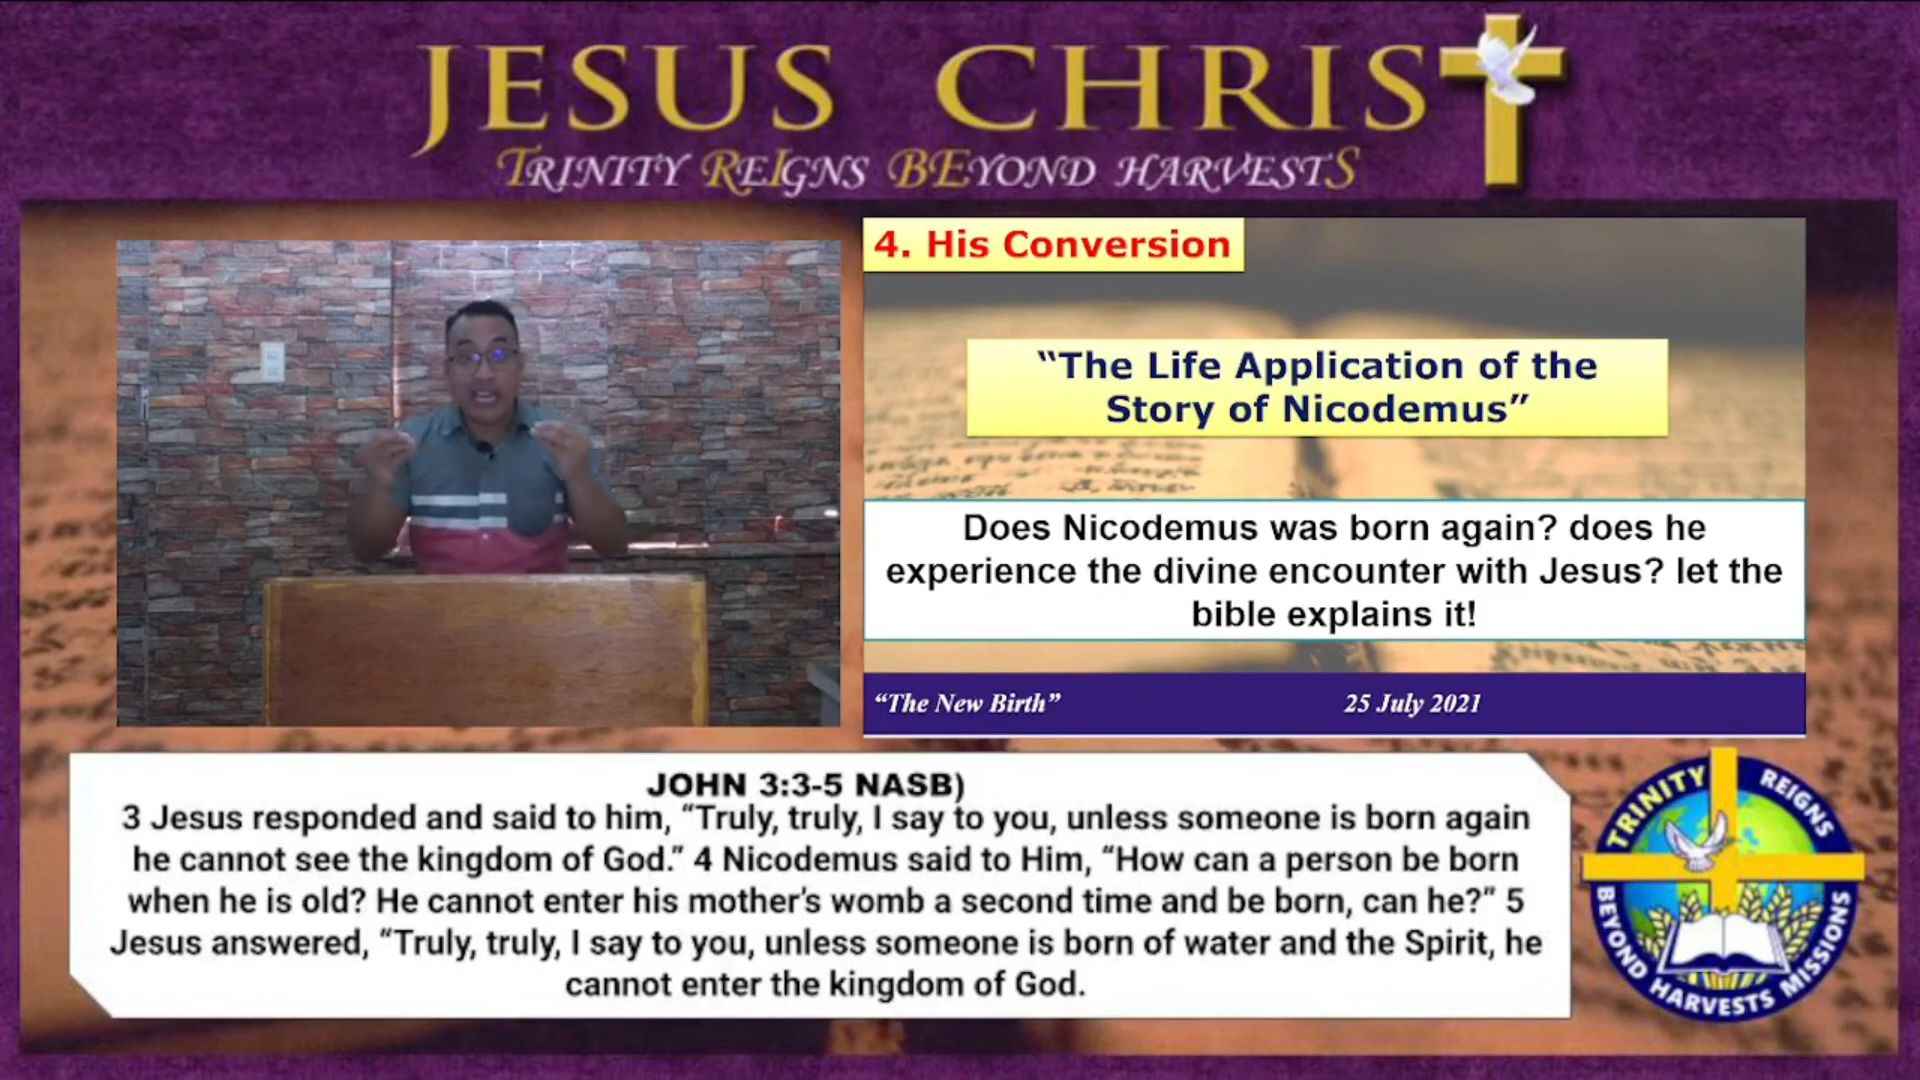 JESUS CHRIST
TRINITY REIGNS BEYOND HARVESTS
4. His Conversion
“The Life Application of the
Story of Nicodemus”
Does Nicodemus was born again? does he
experience the divine encounter with Jesus? let the
bible explains it!
“The New Birth” 25 July 2021
JOHN 3:3-5 NASB)
3 Jesus responded and said to him, “Truly, truly, I say to you, unless someone is born again
he cannot see the kingdom of God.” 4 Nicodemus said to Him, “How can a person be born
when he is old? He cannot enter his mother’s womb a second time and be born, can he?” 5
Jesus answered, “Truly, truly, I say to you, unless someone is born of water and the Spirit, he
cannot enter the kingdom of God.
TRINITY REIGNS
BEYOND HARVESTS MISSIONS